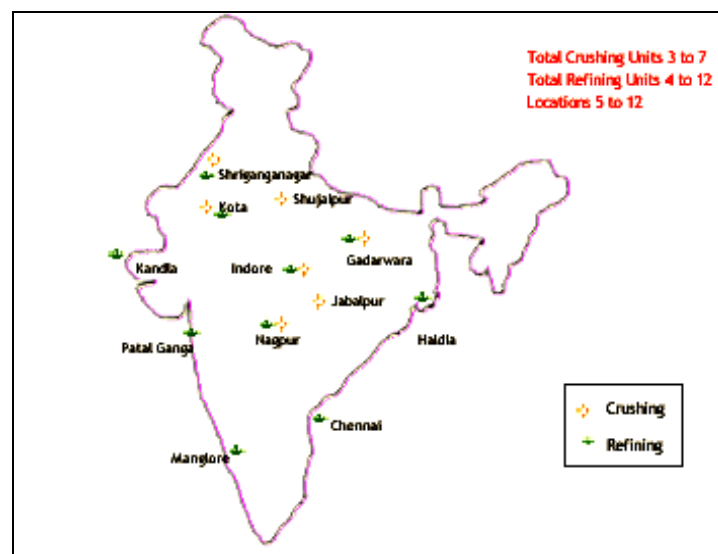 Total Crushing Units 3 to 7
Total Refining Units 4 to 12
Locations 5 to 12
Shriganganagar
Shujalpur
Kota
Gadarwara
Kandla
Indore
Jabalpur
Nagpur
Haldia
Patal Ganga
Chennai
Manglore
Crushing
Refining